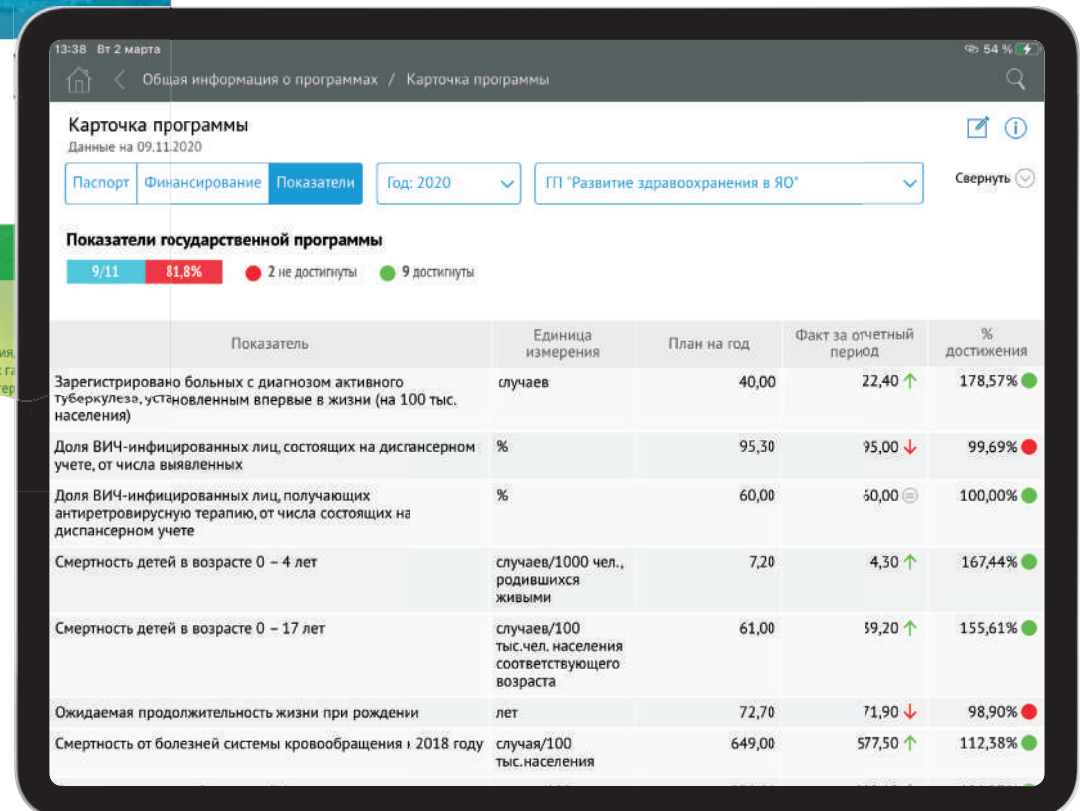 13:38 Вт 2 марта
54 %
Общая информация о программах / Карточка программы
Карточка программы
Данные на 09.11.2020
Паспорт Финансирование Показатели Год: 2020 ГП "Развитие здравоохранения в ЯО" Свернуть
Показатели государственной программы
9/11 81,8% 2 не достигнуты 9 достигнуты
Показатель Единица измерения План на год Факт за отчетный период % достижения
Зарегистрировано больных с диагнозом активного
туберкулеза, установленным впервые в жизни (на 100 тыс.
населения)
случаев 40,00 22,40 178,57%
Доля ВИЧ-инфицированных лиц, состоящих на диспансерном
учете, от числа выявленных
% 95,30 95,00 99,69%
Доля ВИЧ-инфицированных лиц, получающих
антиретровирусную терапию, от числа состоящих на
диспансерном учете
% 60,00 60,00 100,00%
Смертность детей в возрасте 0 – 4 лет
случаев/1000 чел.,
родившихся
живыми
7,20 4,30 167,44%
Смертность детей в возрасте 0 – 17 лет
случаев/100
тыс.чел. населения
соответствующего
возраста
61,00 39,20 155,61%
Ожидаемая продолжительность жизни при рождении лет 72,70 71,90 98,90%
Смертность от болезней системы кровообращения в 2018 году
случая/100
тыс.населения
649,00 577,50 112,38%